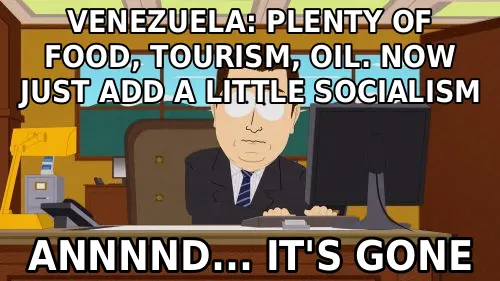 VENEZUELA: PLENTY OF
FOOD, TOURISM, OIL. NOW
JUST ADD A LITTLE SOCIALISM
ANNNND... IT'S GONE